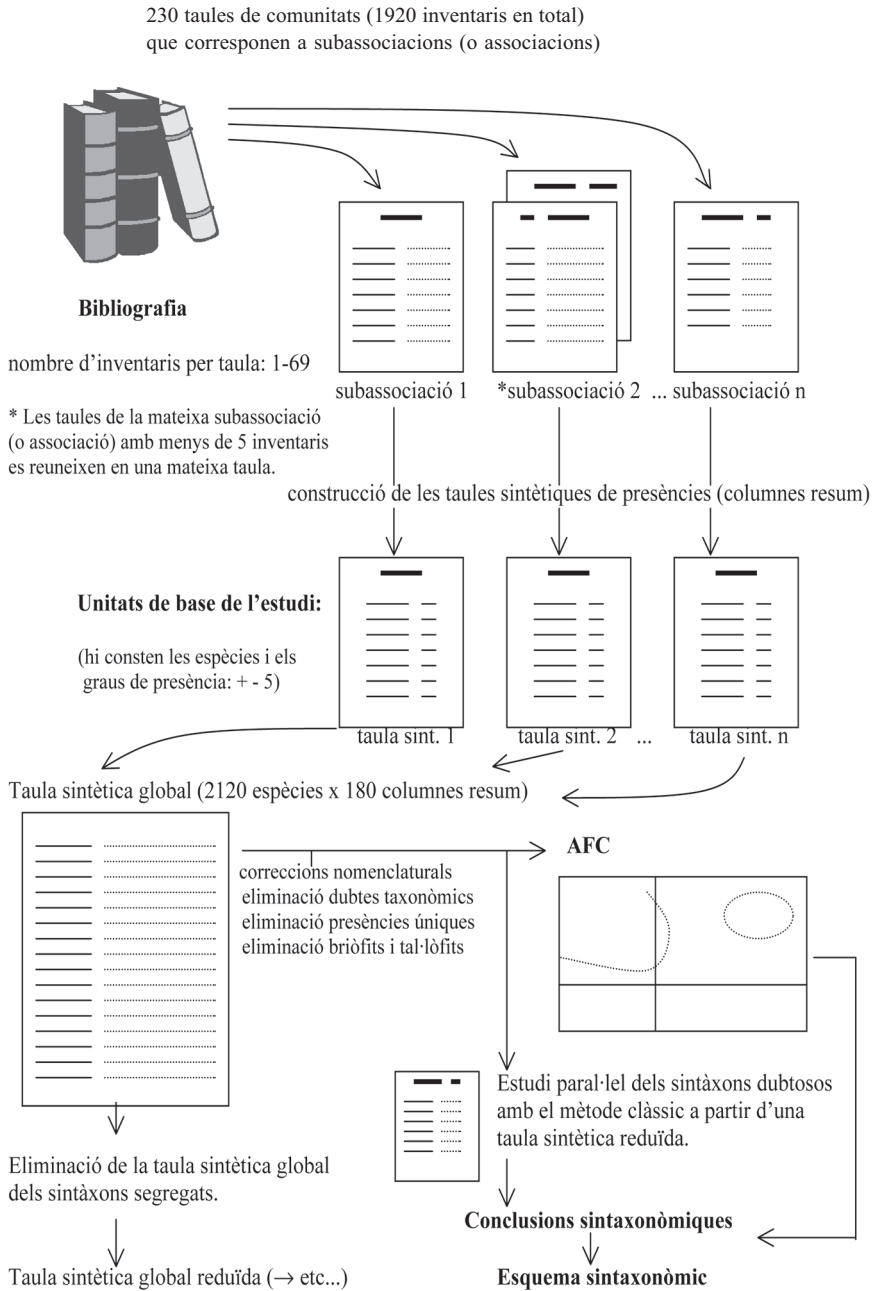 230 taules de comunitats (1920 inventaris en total)
que corresponen a subassociacions (o associacions)
Bibliografia
nombre d'inventaris per taula: 1-69
* Les taules de la mateixa subassociació
(o associació) amb menys de 5 inventaris
es reuneixen en una mateixa taula.
subassociació 1
*subassociació 2
... subassociació n
construcció de les taules sintètiques de presències (columnes resum)
Unitats de base de l'estudi:
(hi consten les espècies i els
graus de presència: + - 5)
taula sint. 1
taula sint. 2
...
taula sint. n
Taula sintètica global (2120 espècies x 180 columnes resum)
correccions nomenclaturals
eliminació dubtes taxonòmics
eliminació presències úniques
eliminació briòfits i tal·lòfits
AFC
Estudi paral·lel dels sintàxons dubtosos
amb el mètode clàssic a partir d'una
taula sintètica reduïda.
Eliminació de la taula sintètica global
dels sintàxons segregats.
Conclusions sintaxonòmiques
Taula sintètica global reduïda (→ etc...)
Esquema sintaxonòmic